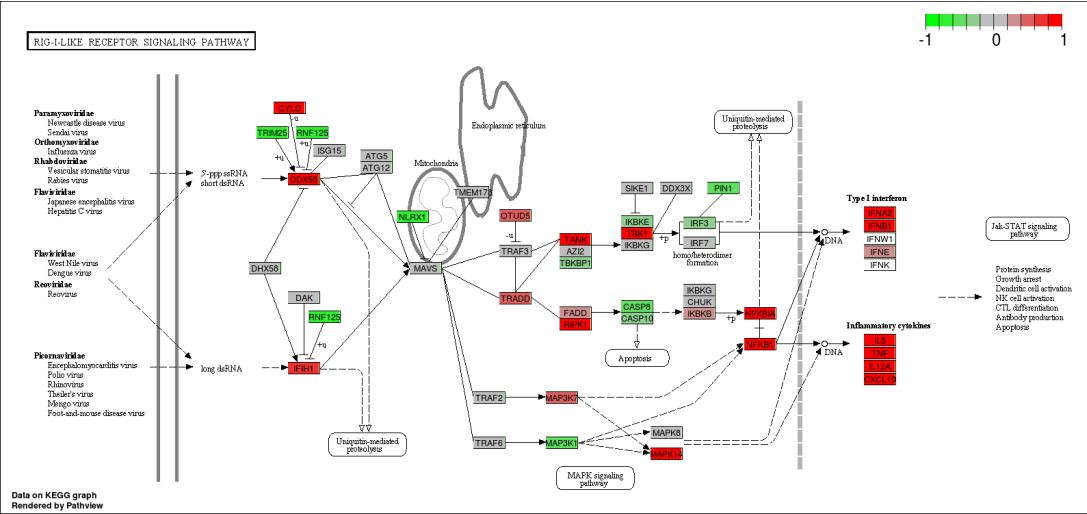 RIG-I-LIKE RECEPTOR SIGNALING PATHWAY
-1 0 1
Paramyxoviridae
Newcastle disease virus
Sendai virus
Orthomyxoviridae
Influenza virus
Rhabdoviridae
Vesicular stomatitis virus
Rabies virus
Flaviviridae
Japanese encephalitis virus
Hepatitis C virus
Flaviviridae
West Nile virus
Dengue virus
Reoviridae
Reovirus
Picornaviridae
Encephalomyocarditis virus
Polio virus
Rhinovirus
Theiler's virus
Mengo virus
Foot-and-mouse disease virus
5'-ppp ssRNA
short dsRNA
long dsRNA
CYLD
-u
TRIM25
RNF125
+u
+u
ISG15
DDX58
ATG5
ATG12
DHX58
DAK
RNF125
+u
IFIH1
Ubiquitin-mediated
proteolysis
Mitochondria
Endoplasmic reticulum
NLRX1
TMEM173
MAVS
OTUD5
-u
TRAF3
TRADD
TANK
AZI2
TBKBP1
FADD
RIPK1
SIKE1
DDX3X
PIN1
IKBKE
TBK1
IKBKG
+p
IRF3
IRF7
homo/heterodimer
formation
Ubiquitin-mediated
proteolysis
CASP8
CASP10
Apoptosis
IKBKG
CHUK
IKBKB
+p
NFKBIA
NFKB1
TRAF2
MAP3K7
TRAF6
MAP3K1
MAPK8
MAPK14
MAPK signaling
pathway
DNA
DNA
Type I interferon
IFNA2
IFNB1
IFNW1
IFNE
IFNK
Inflammatory cytokines
IL8
TNF
IL12A
CXCL10
Jak-STAT signaling
pathway
Protein synthesis
Growth arrest
Dendritic cell activation
NK cell activation
CTL differentiation
Antibody production
Apoptosis
Data on KEGG graph
Rendered by Pathview